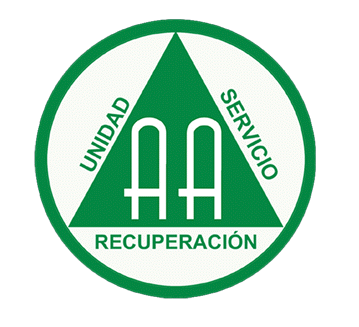 UNIDAD
SERVICIO
AA
RECUPERACIÓN